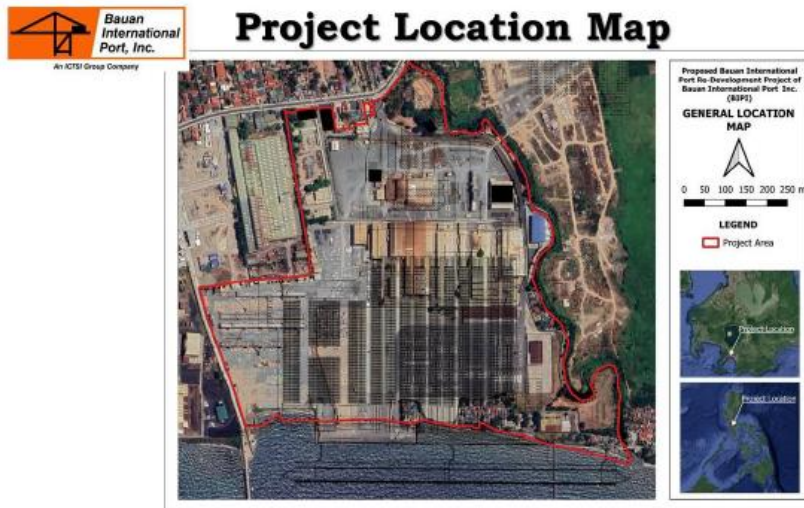 Bauan
International
Port, Inc.
An ICTSI Group Company
Project Location Map
Proposed Bauan International
Port Re-Development Project of
Bauan International Port Inc.
(BIPI)
GENERAL LOCATION
MAP
0 50 100 150 200 250 m
LEGEND
Project Area
Project Location
Project Location